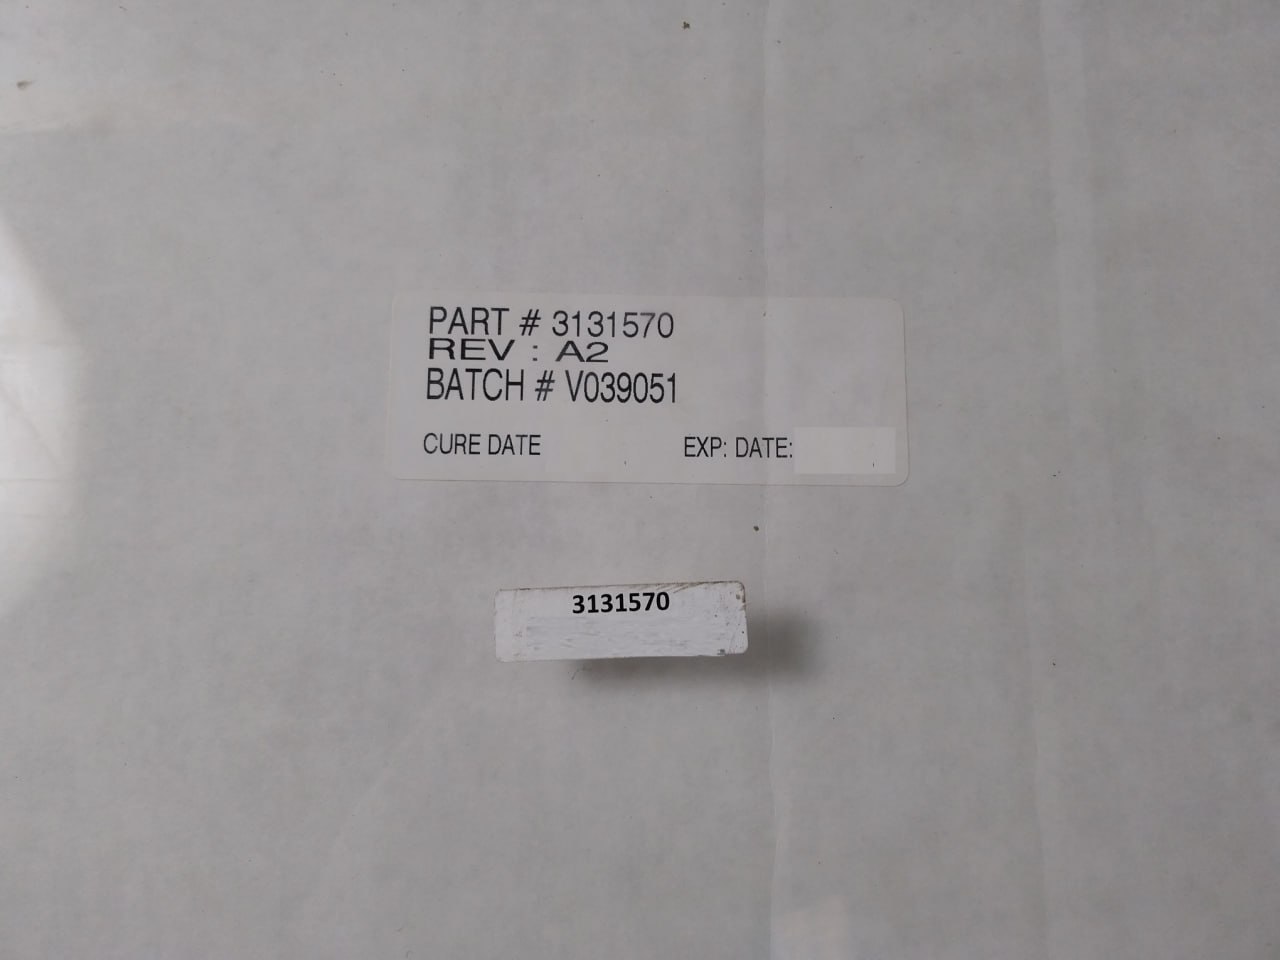 PART # 3131570
REV : A2
BATCH # V039051
CURE DATE EXP: DATE:
3131570